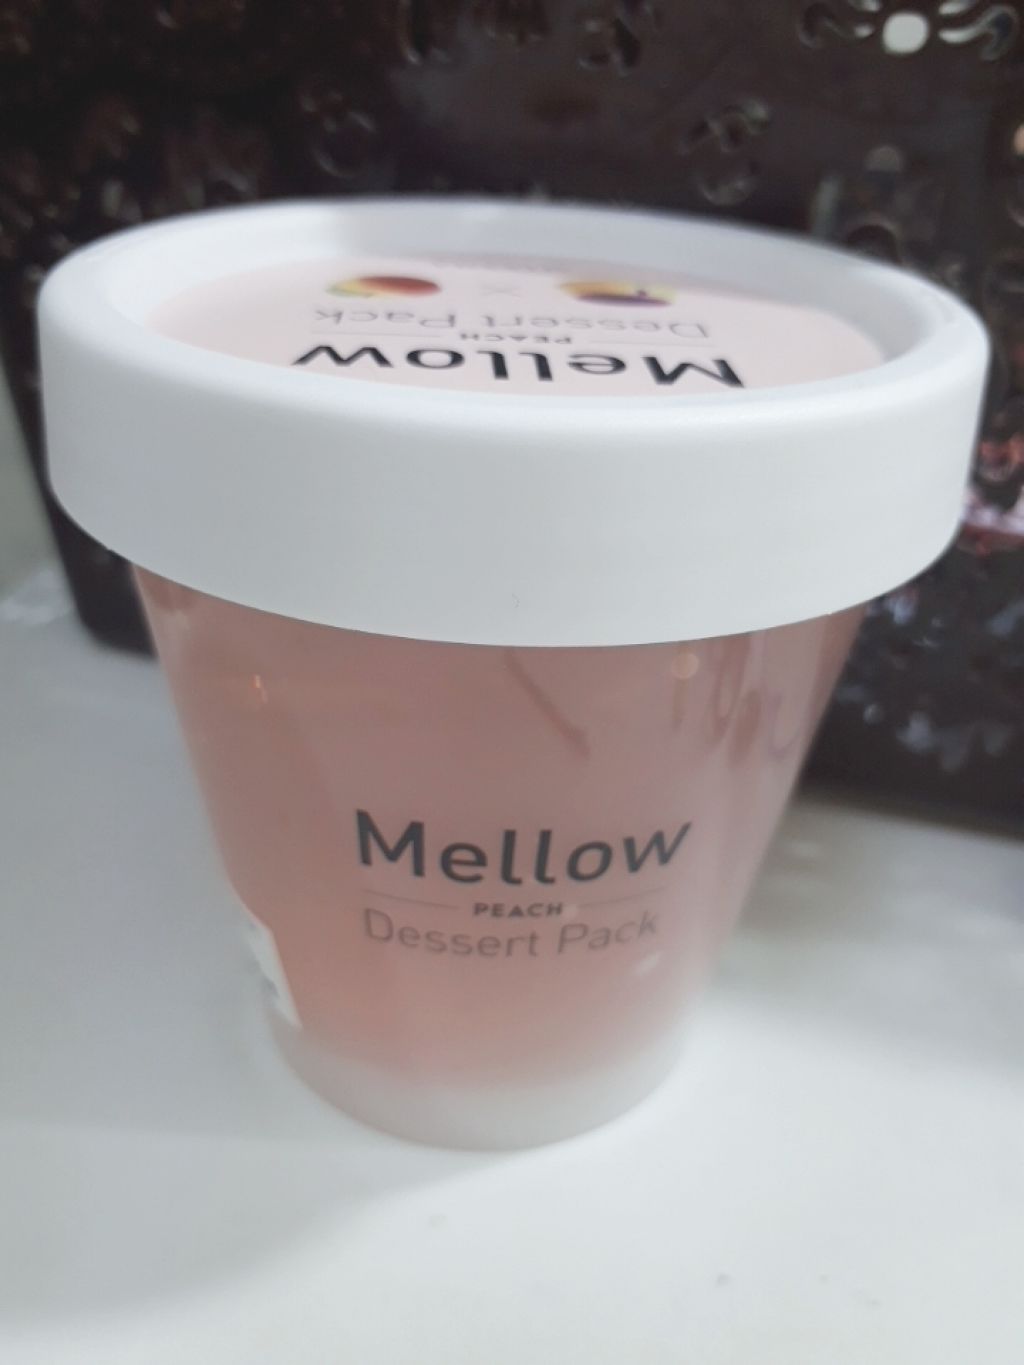 Dessert Pack
PEACH
Mellow
Mellow
PEACH
Dessert Pack